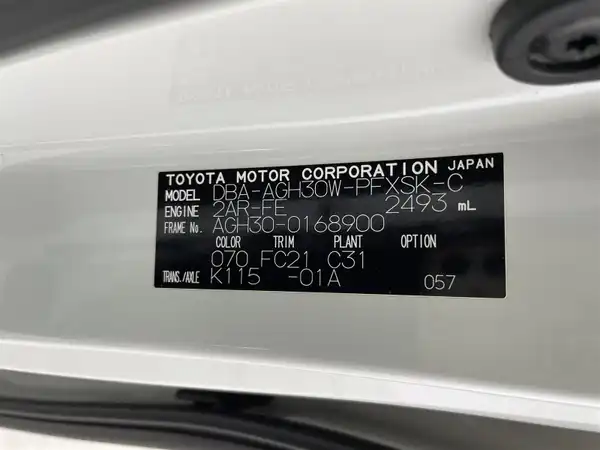 TOYOTA MOTOR CORPORATION JAPAN
MODEL DBA-AGH30W-PFXSK-C
ENGINE 2AR-FE 2493 mL
FRAME No. AGH30-0168900
COLOR TRIM PLANT OPTION
070 FC21 C31
TRANS./AXLE K115 -01A 057